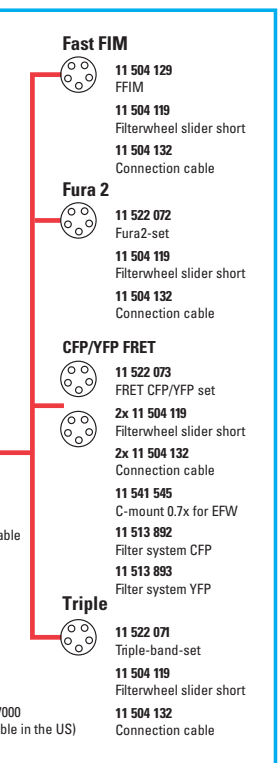 Fast FIM
11 504 129
FFIM
11 504 119
Filterwheel slider short
11 504 132
Connection cable
Fura 2
11 522 072
Fura2-set
11 504 119
Filterwheel slider short
11 504 132
Connection cable
CFP/YFP FRET
11 522 073
FRET CFP/YFP set
2x 11 504 119
Filterwheel slider short
2x 11 504 132
Connection cable
11 541 545
C-mount 0.7x for EFW
11 513 892
Filter system CFP
11 513 893
Filter system YFP
Triple
11 522 071
Triple-band-set
11 504 119
Filterwheel slider short
11 504 132
Connection cable
able
7000
ble in the US)